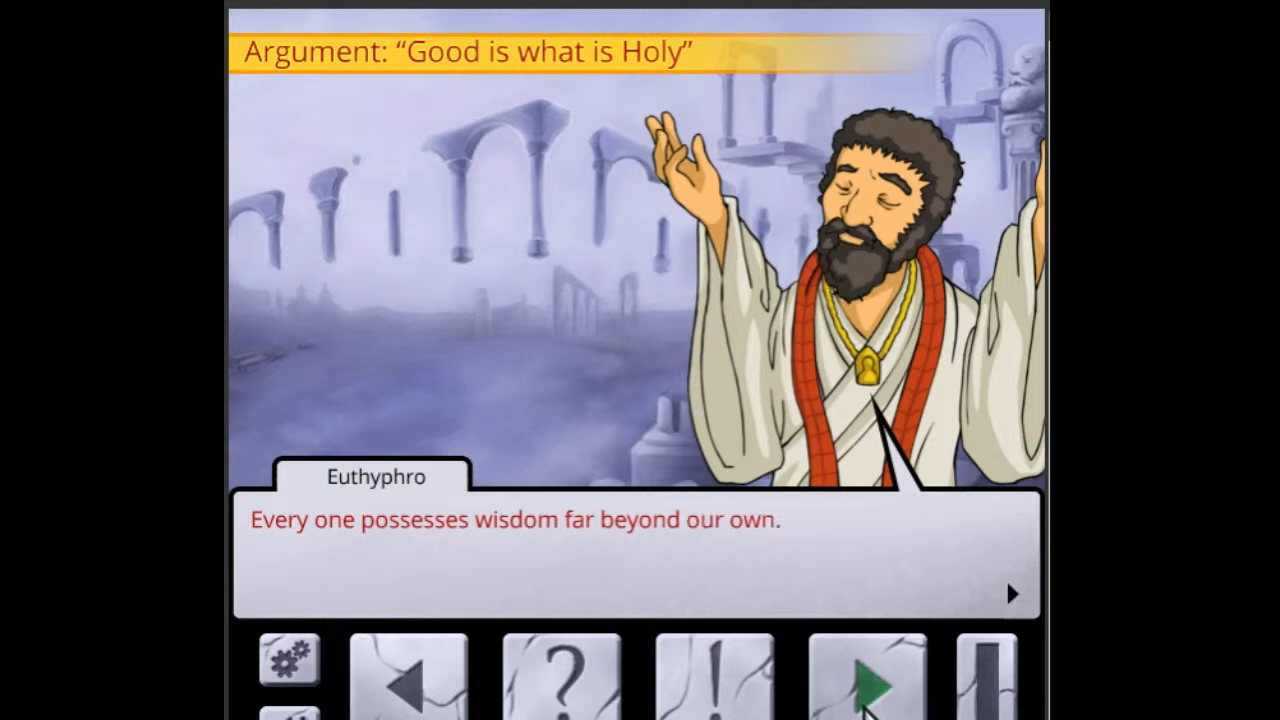 Argument: “Good is what is Holy”
Euthyphro
Every one possesses wisdom far beyond our own.
?
!